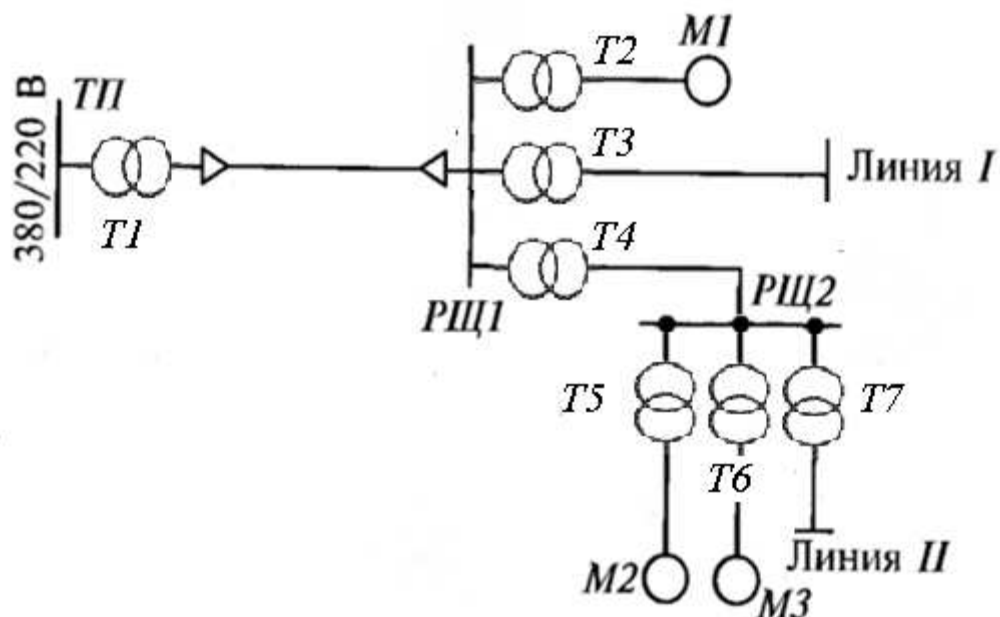 380/220 В
ТП
Т1
Т2
М1
Т3
Линия I
Т4
РЩ1
РЩ2
Т5
Т6
Т7
М2
М3
Линия II